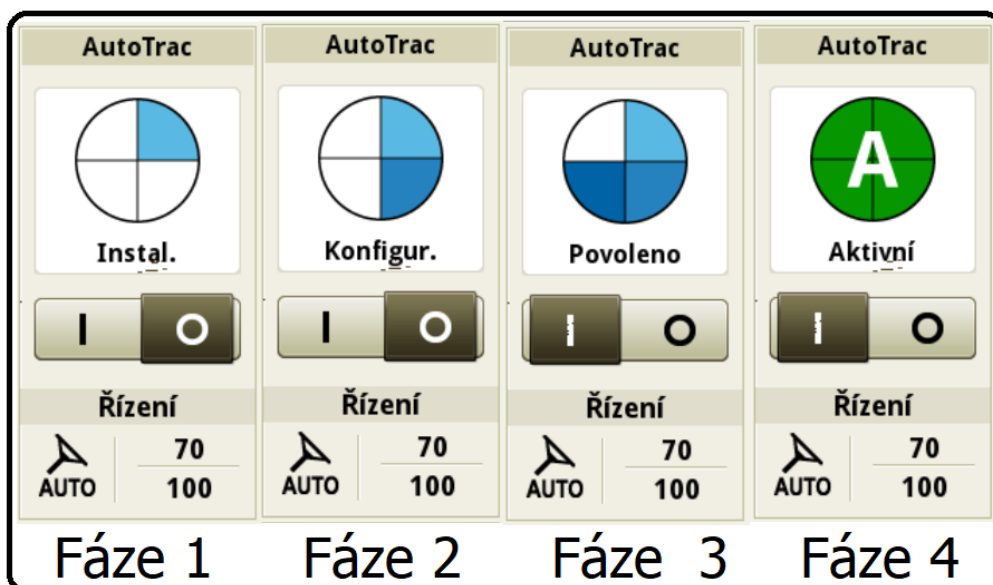 AutoTrac
Instal.
I O
Řízení
AUTO 70
100
Fáze 1
AutoTrac
Konfigur.
I O
Řízení
AUTO 70
100
Fáze 2
AutoTrac
Povoleno
I O
Řízení
AUTO 70
100
Fáze 3
AutoTrac
A
Aktivní
I O
Řízení
AUTO 70
100
Fáze 4